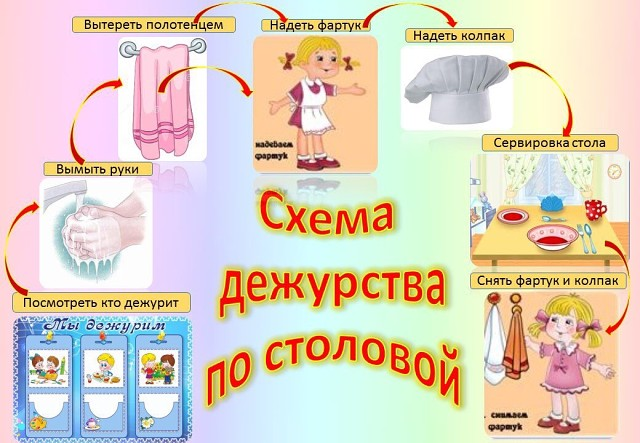 Вытереть полотенцем
Надеть фартук
Надеть колпак
надеваем
фартук
Вымыть руки
Сервировка стола
Схема
дежурства
по столовой
Снять фартук и колпак
Посмотреть кто дежурит
Мы дежурим
снимаем
фартук